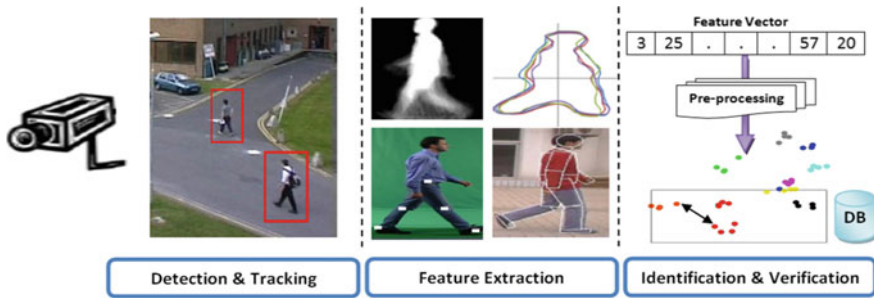 Feature Vector
3 25 . . . 57 20
Pre-processing
DB
Detection & Tracking
Feature Extraction
Identification & Verification